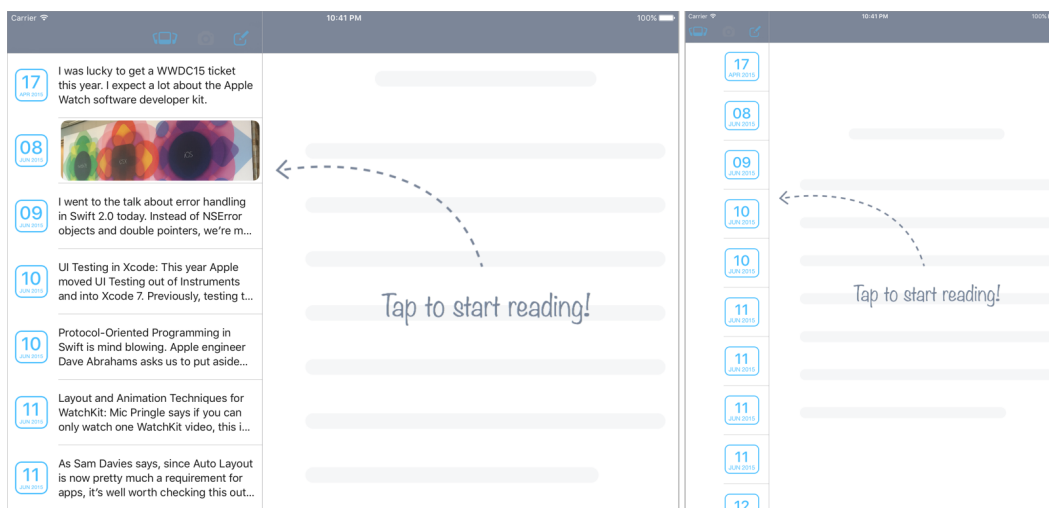 Carrier
10:41 PM
100%
17
APR 2015
I was lucky to get a WWDC15 ticket
this year. I expect a lot about the Apple
Watch software developer kit.
08
JUN 2015
09
JUN 2015
I went to the talk about error handling
in Swift 2.0 today. Instead of NSError
objects and double pointers, we're m...
10
JUN 2015
UI Testing in Xcode: This year Apple
moved UI Testing out of Instruments
and into Xcode 7. Previously, testing t...
10
JUN 2015
Protocol-Oriented Programming in
Swift is mind blowing. Apple engineer
Dave Abrahams asks us to put aside...
11
JUN 2015
Layout and Animation Techniques for
WatchKit: Mic Pringle says if you can
only watch one WatchKit video, this i...
11
JUN 2015
As Sam Davies says, since Auto Layout
is now pretty much a requirement for
apps, it's well worth checking this out...
Tap to start reading!
Carrier
10:41 PM
100%
17
APR 2015
08
JUN 2015
09
JUN 2015
10
JUN 2015
10
JUN 2015
11
JUN 2015
11
JUN 2015
11
JUN 2015
11
JUN 2015
12
Tap to start reading!